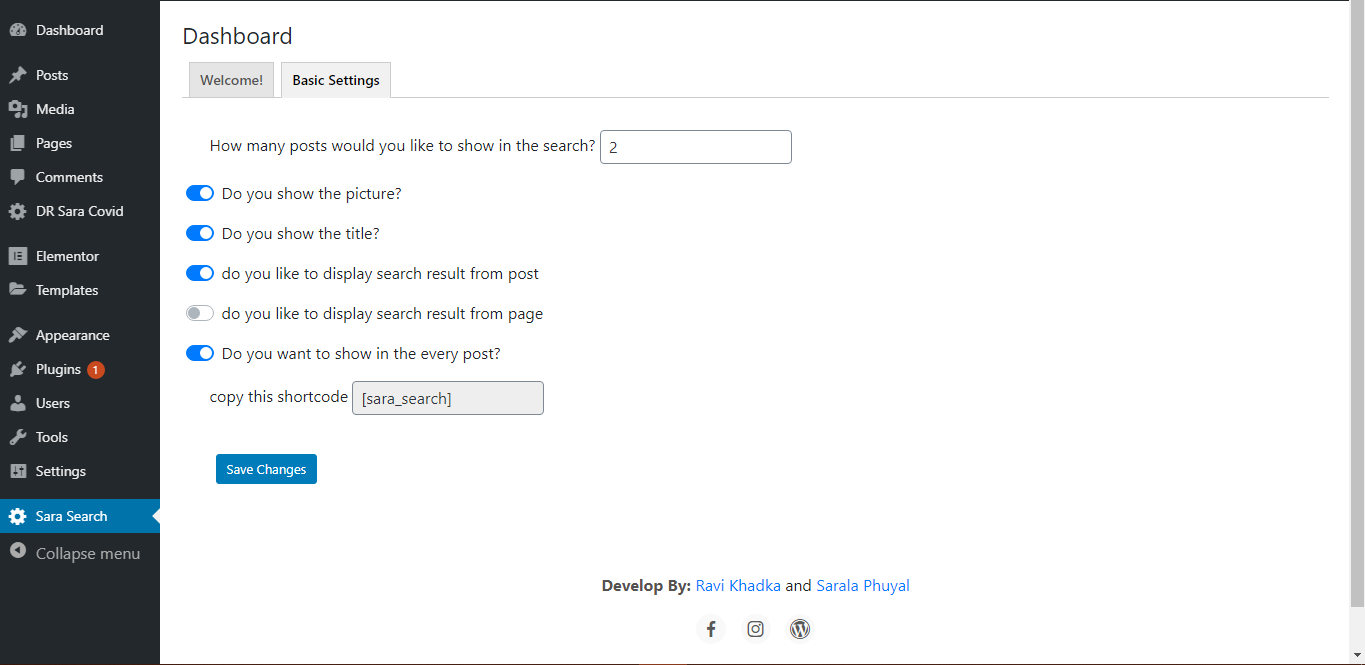 Dashboard
Posts
Media
Pages
Comments
DR Sara Covid
Elementor
Templates
Appearance
Plugins 1
Users
Tools
Settings
Sara Search
Collapse menu
Dashboard
Welcome! Basic Settings
How many posts would you like to show in the search? 2
Do you show the picture?
Do you show the title?
do you like to display search result from post
do you like to display search result from page
Do you want to show in the every post?
copy this shortcode [sara_search]
Save Changes
Develop By: Ravi Khadka and Sarala Phuyal